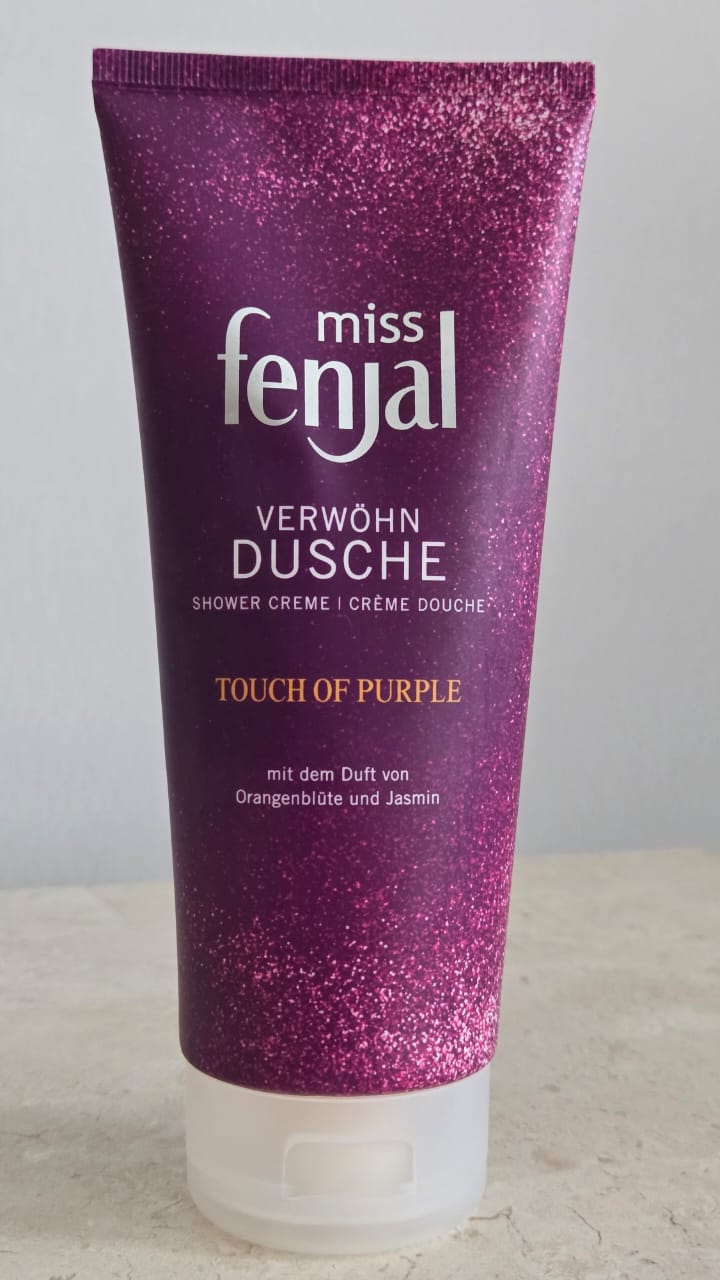 miss
fenjal
VERWÖHN
DUSCHE
SHOWER CREME | CRÈME DOUCHE
TOUCH OF PURPLE
mit dem Duft von
Orangenblüte und Jasmin